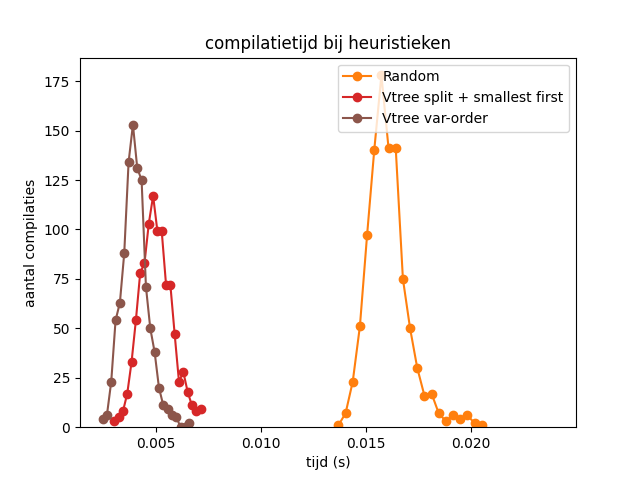 compilatietijd bij heuristieken
Random
Vtree split + smallest first
Vtree var-order
aantal compilaties
175
150
125
100
75
50
25
0
0.005
0.010
0.015
0.020
tijd (s)